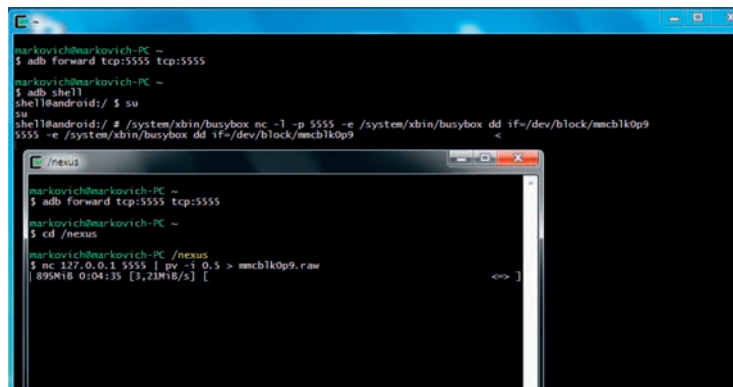 ~
markovich@markovich-PC ~
$ adb forward tcp:5555 tcp:5555
markovich@markovich-PC ~
$ adb shell
shell@android:/ $ su
su
shell@android:/ # /system/xbin/busybox nc -l -p 5555 -e /system/xbin/busybox dd if=/dev/block/mmcblk0p9
5555 -e /system/xbin/busybox dd if=/dev/block/mmcblk0p9 <
/nexus
markovich@markovich-PC ~
$ adb forward tcp:5555 tcp:5555
markovich@markovich-PC ~
$ cd /nexus
markovich@markovich-PC /nexus
$ nc 127.0.0.1 5555 | pv -i 0.5 > mmcblk0p9.raw
| 895MiB 0:04:35 [3,21MiB/s] [ <=> ]